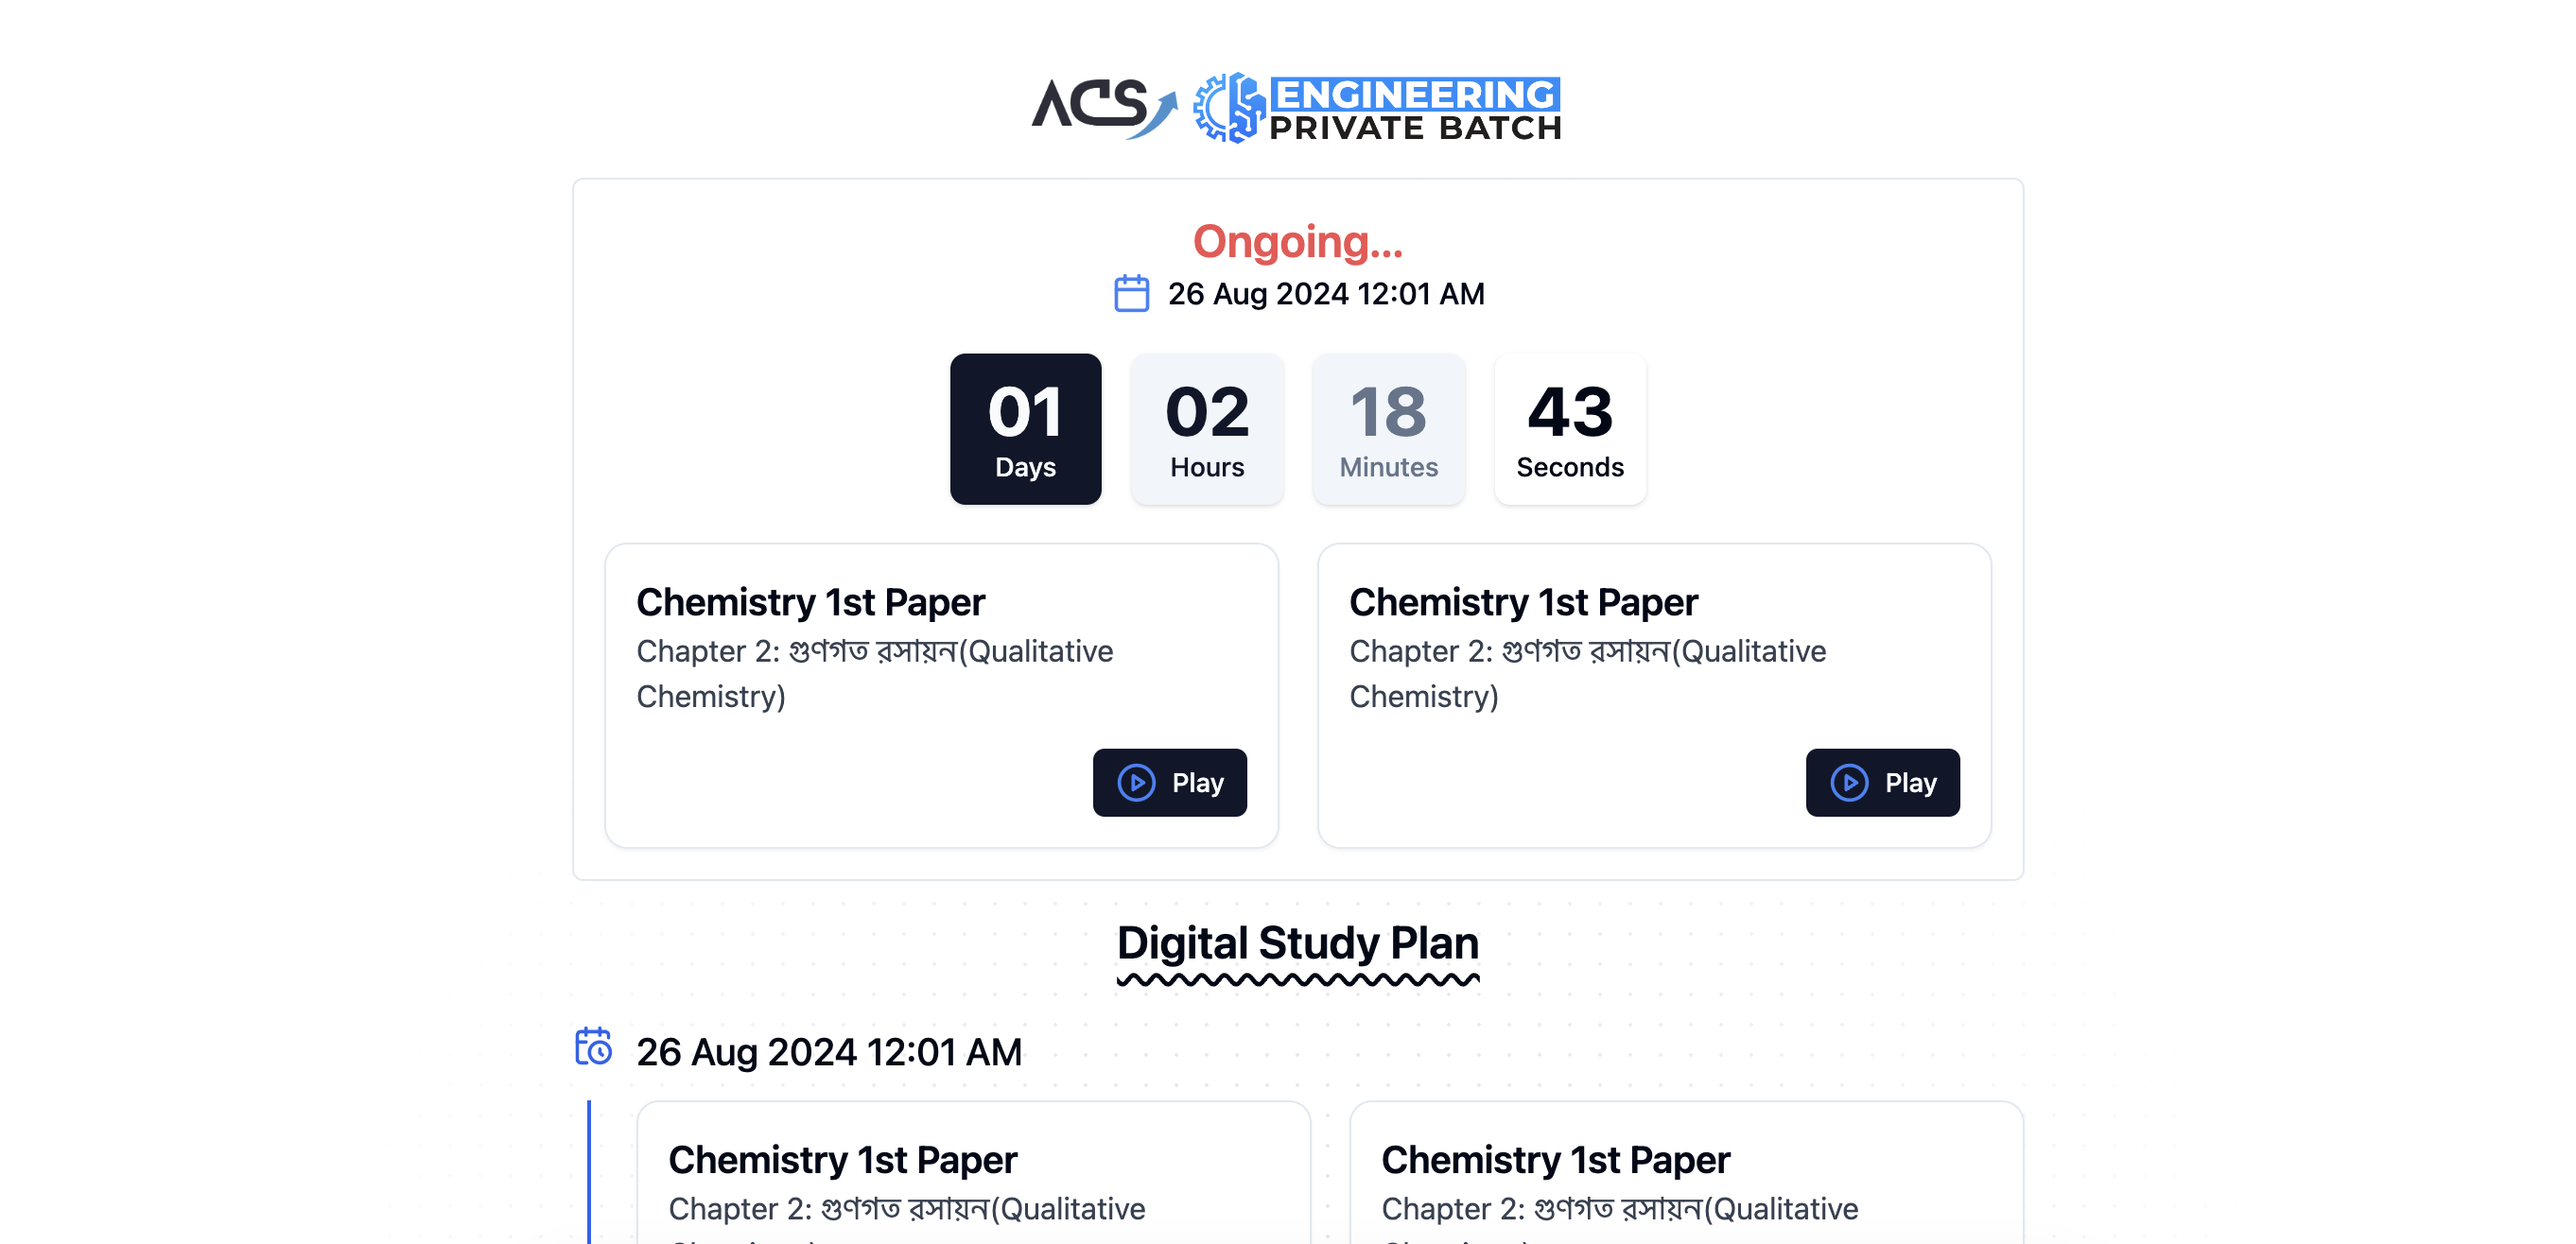 ACS ENGINEERING
PRIVATE BATCH
Ongoing...
26 Aug 2024 12:01 AM
01 02 18 43
Days Hours Minutes Seconds
Chemistry 1st Paper
Chapter 2: গুণগত রসায়ন(Qualitative
Chemistry)
Play
Chemistry 1st Paper
Chapter 2: গুণগত রসায়ন(Qualitative
Chemistry)
Play
Digital Study Plan
26 Aug 2024 12:01 AM
Chemistry 1st Paper
Chapter 2: গুণগত রসায়ন(Qualitative
Chemistry 1st Paper
Chapter 2: গুণগত রসায়ন(Qualitative